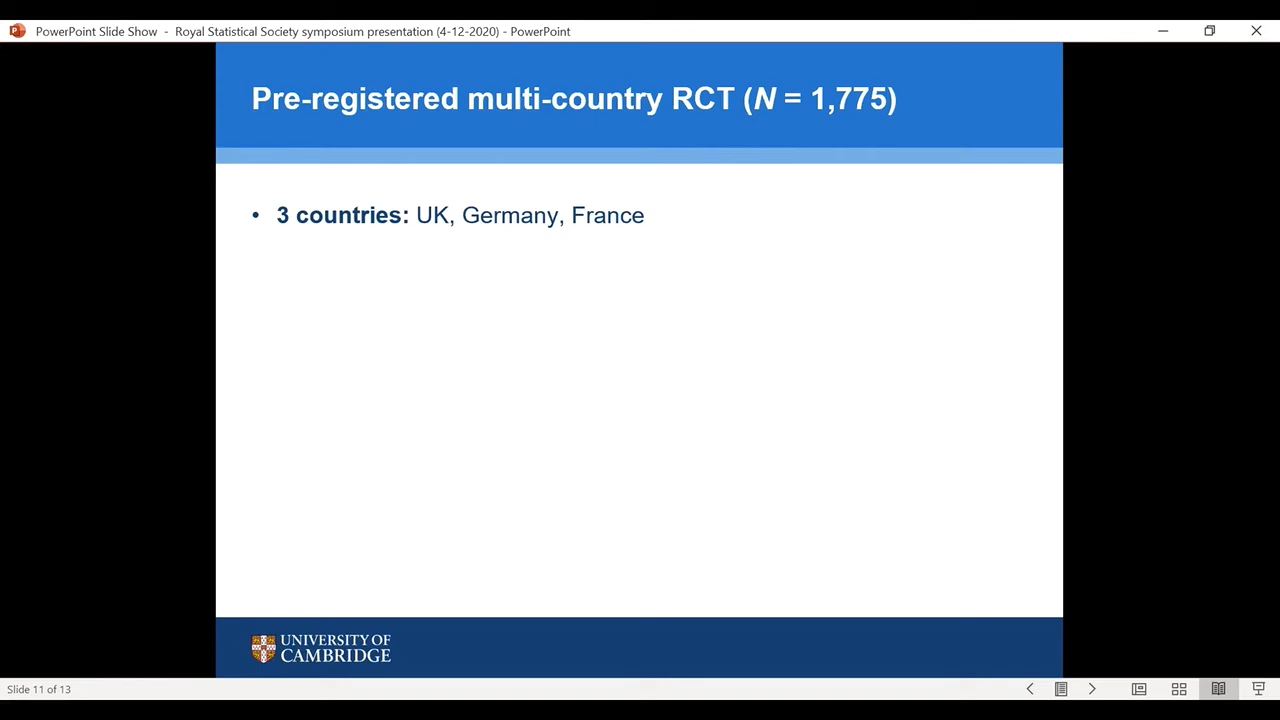 PowerPoint Slide Show - Royal Statistical Society symposium presentation (4-12-2020) - PowerPoint
Pre-registered multi-country RCT (N = 1,775)
• 3 countries: UK, Germany, France
UNIVERSITY OF
CAMBRIDGE
Slide 11 of 13